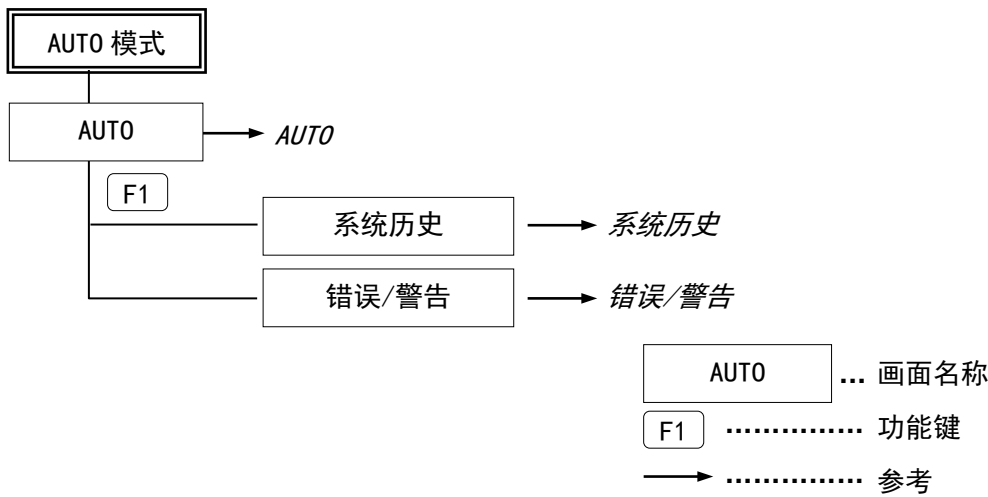 AUTO 模式
AUTO AUTO
F1
系统历史 系统历史
错误/警告 错误/警告
AUTO ... 画面名称
F1 ............... 功能键
............... 参考